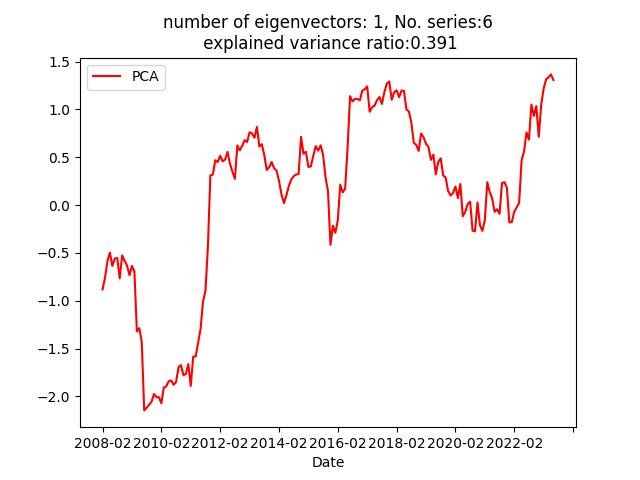 number of eigenvectors: 1, No. series:6
explained variance ratio:0.391
PCA
1.5
1.0
0.5
0.0
−0.5
−1.0
−1.5
−2.0
2008-02 2010-02 2012-02 2014-02 2016-02 2018-02 2020-02 2022-02
Date